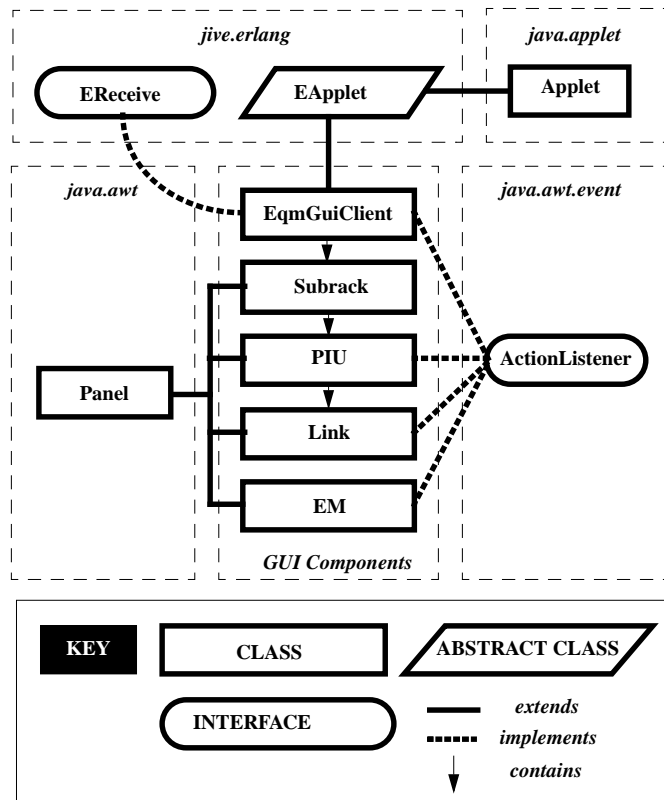 jive.erlang
java.applet
EReceive
EApplet
Applet
java.awt
java.awt.event
EqmGuiClient
Subrack
PIU
ActionListener
Panel
Link
EM
GUI Components
KEY
CLASS
ABSTRACT CLASS
INTERFACE
extends
implements
contains